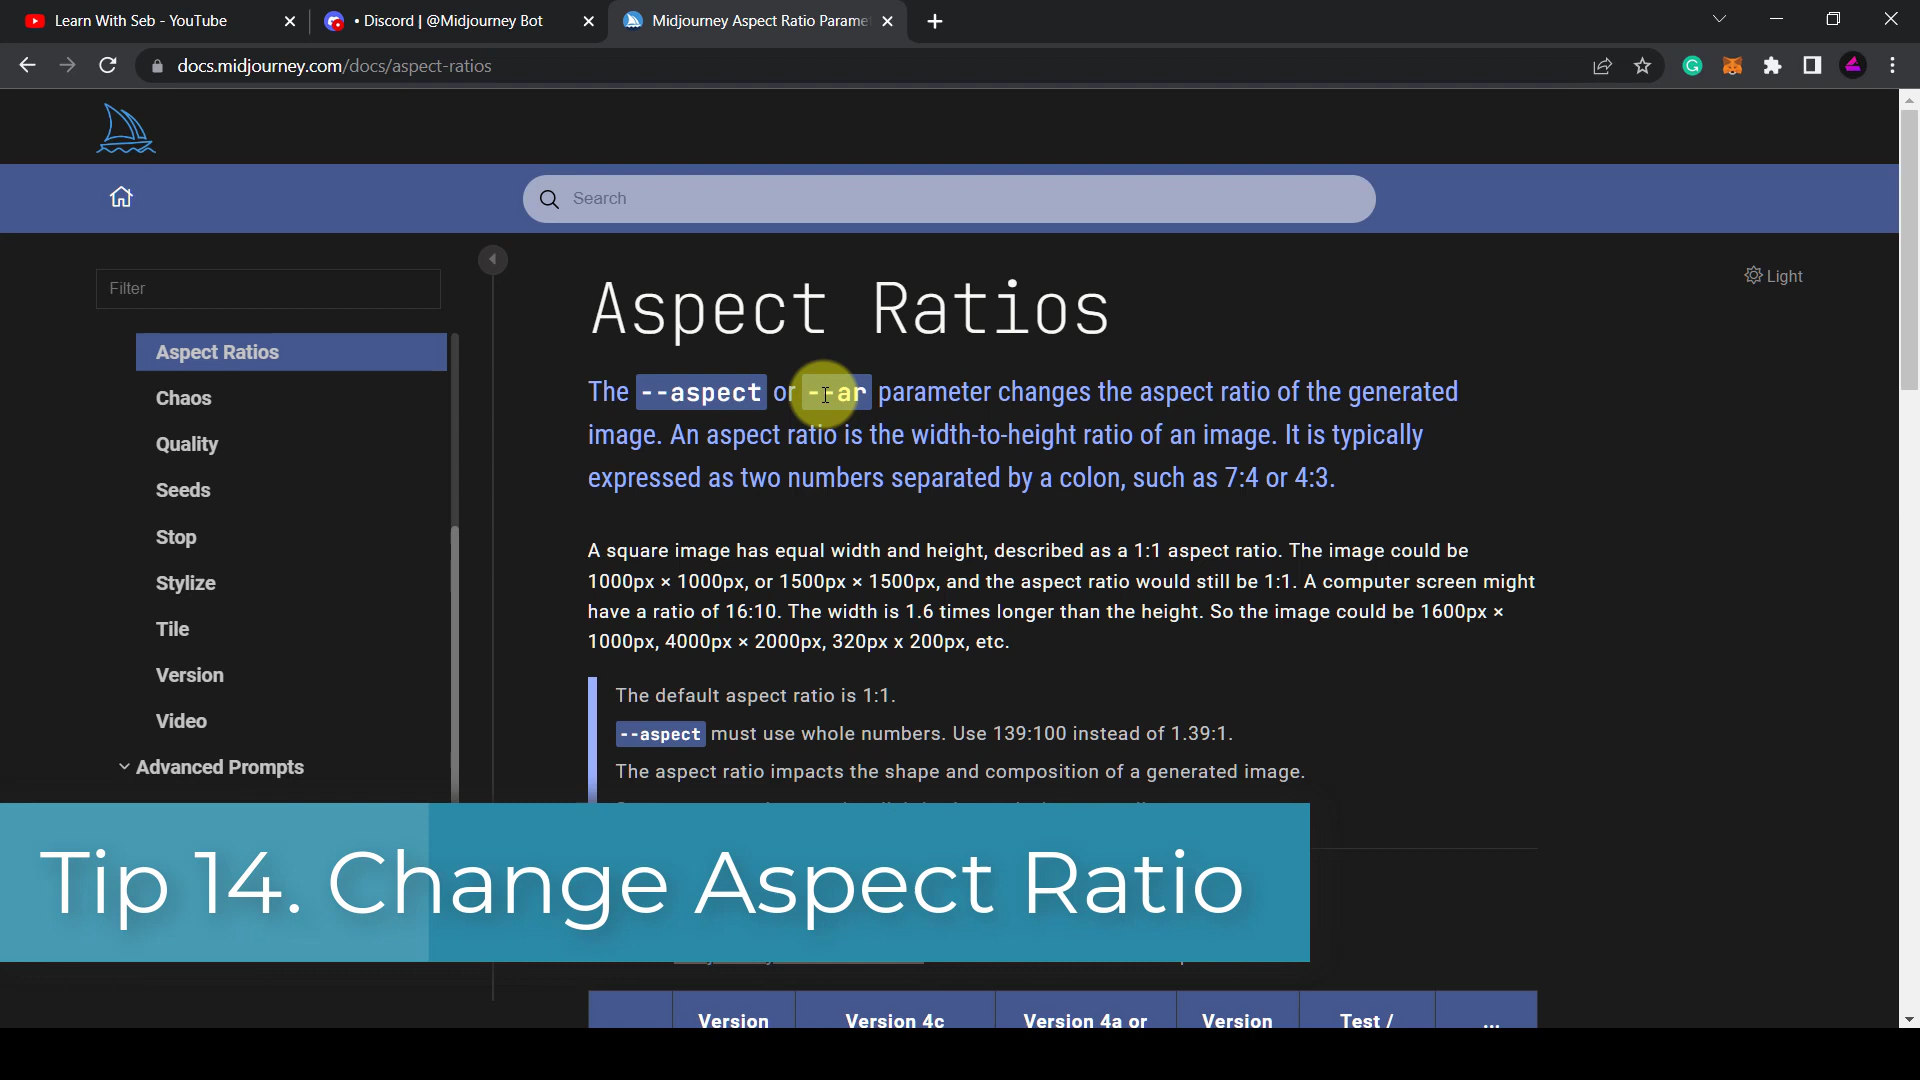 Learn With Seb - YouTube
• Discord | @Midjourney Bot
Midjourney Aspect Ratio Parame
docs.midjourney.com/docs/aspect-ratios
Search
Filter
Aspect Ratios
Chaos
Quality
Seeds
Stop
Stylize
Tile
Version
Video
Advanced Prompts
Light
Aspect Ratios
The --aspect or --ar parameter changes the aspect ratio of the generated
image. An aspect ratio is the width-to-height ratio of an image. It is typically
expressed as two numbers separated by a colon, such as 7:4 or 4:3.
A square image has equal width and height, described as a 1:1 aspect ratio. The image could be
1000px × 1000px, or 1500px × 1500px, and the aspect ratio would still be 1:1. A computer screen might
have a ratio of 16:10. The width is 1.6 times longer than the height. So the image could be 1600px ×
1000px, 4000px × 2000px, 320px x 200px, etc.
The default aspect ratio is 1:1.
--aspect must use whole numbers. Use 139:100 instead of 1.39:1.
The aspect ratio impacts the shape and composition of a generated image.
Tip 14. Change Aspect Ratio
Version Version 4c Version 4a or Version Test / ...